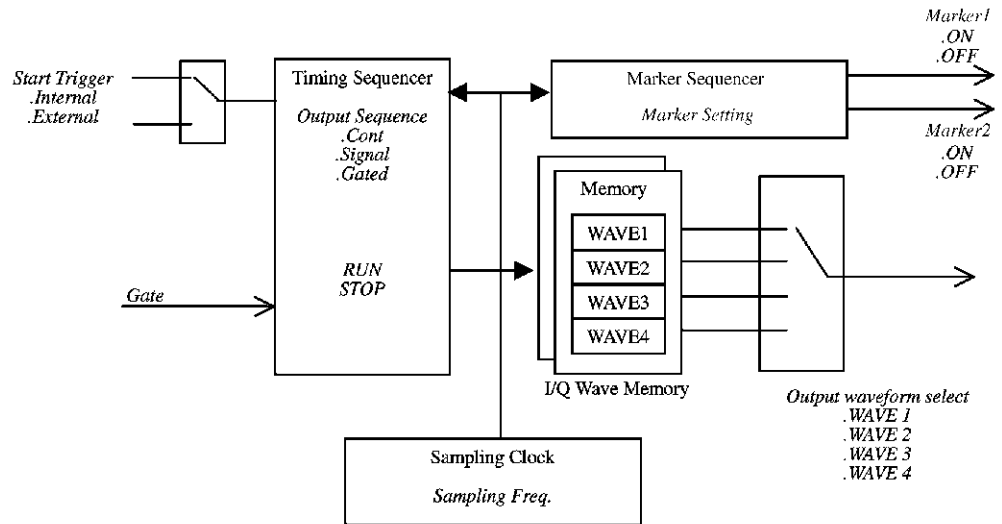 Marker1
.ON
.OFF
Start Trigger
.Internal
.External
Timing Sequencer
Output Sequence
.Cont
.Signal
.Gated
RUN
STOP
Marker Sequencer
Marker Setting
Marker2
.ON
.OFF
Gate
Memory
WAVE1
WAVE2
WAVE3
WAVE4
I/Q Wave Memory
Output waveform select
.WAVE 1
.WAVE 2
.WAVE 3
.WAVE 4
Sampling Clock
Sampling Freq.